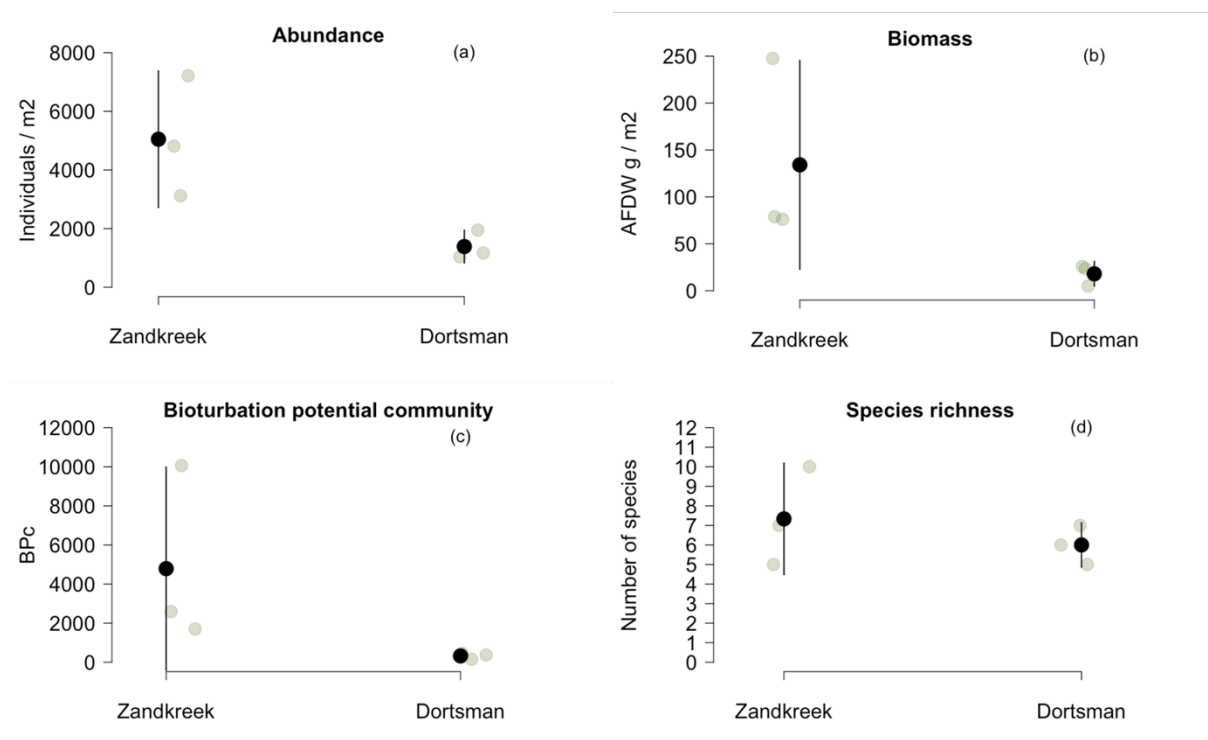 Abundance
(a)
Individuals / m2
8000
6000
4000
2000
0
Zandkreek Dortsman
Biomass
(b)
AFDW g / m2
250
200
150
100
50
0
Zandkreek Dortsman
Bioturbation potential community
(c)
BPc
12000
10000
8000
6000
4000
2000
0
Zandkreek Dortsman
Species richness
(d)
Number of species
12
11
10
9
8
7
6
5
4
3
2
1
0
Zandkreek Dortsman